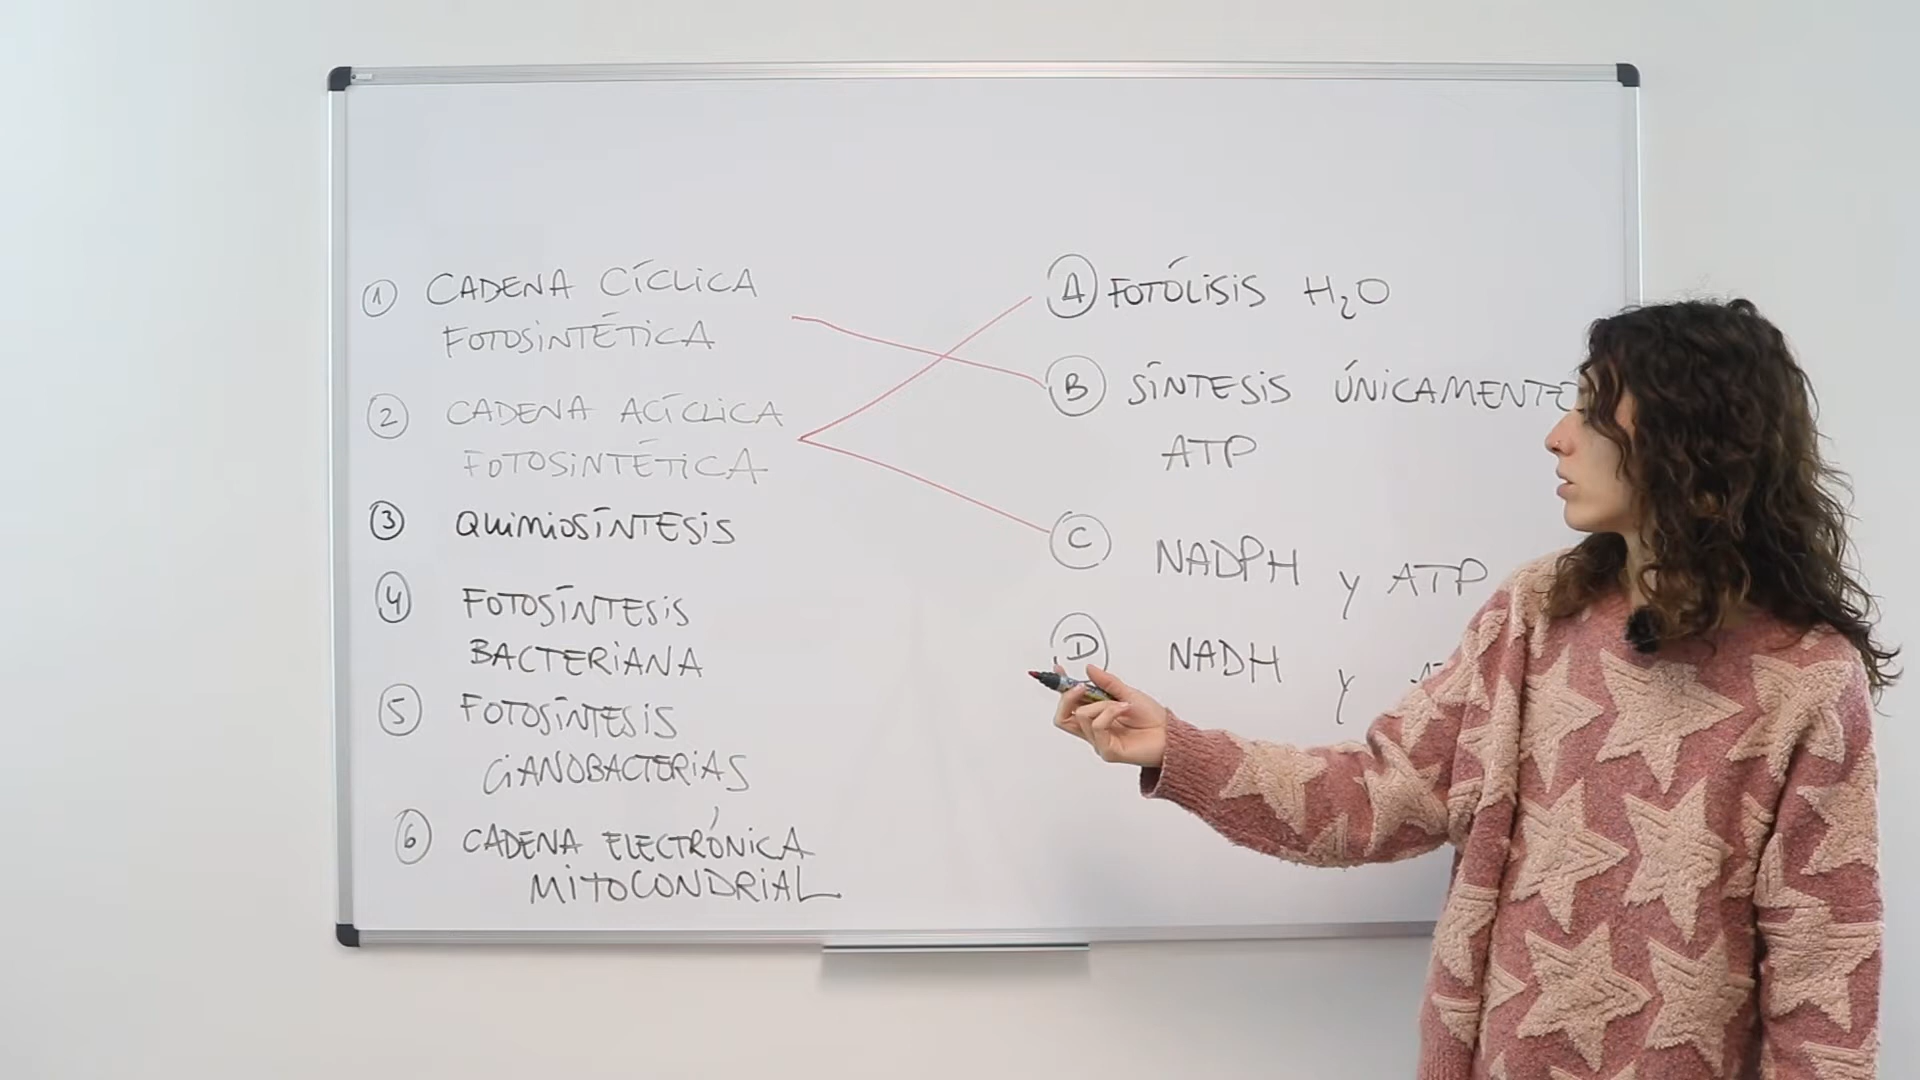 ① CADENA CÍCLICA
FOTOSINTÉTICA
② CADENA ACÍCLICA
FOTOSINTÉTICA
③ QUIMIOSÍNTESIS
④ FOTOSÍNTESIS
BACTERIANA
⑤ FOTOSÍNTESIS
CIANOBACTERIAS
⑥ CADENA ELECTRÓNICA
MITOCONDRIAL
Ⓐ FOTÓLISIS H₂O
Ⓑ SÍNTESIS ÚNICAMENTE
ATP
Ⓒ NADPH y ATP
Ⓓ NADH y